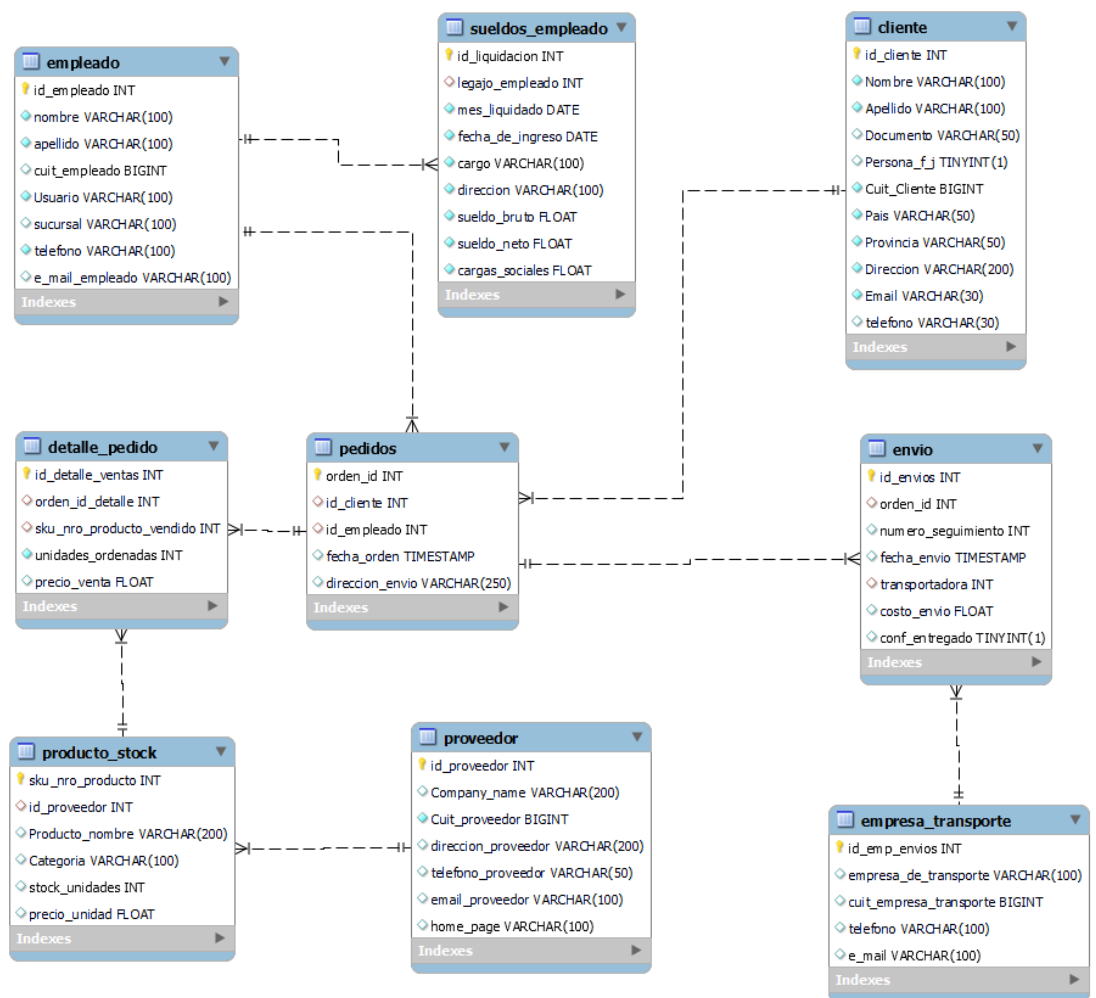 empleado
id_empleado INT
nombre VARCHAR(100)
apellido VARCHAR(100)
cuit_empleado BIGINT
Usuario VARCHAR(100)
sucursal VARCHAR(100)
telefono VARCHAR(100)
e_mail_empleado VARCHAR(100)
Indexes
sueldos_empleado
id_liquidacion INT
legajo_empleado INT
mes_liquidado DATE
fecha_de_ingreso DATE
cargo VARCHAR(100)
direccion VARCHAR(100)
sueldo_bruto FLOAT
sueldo_neto FLOAT
cargas_sociales FLOAT
Indexes
cliente
id_cliente INT
Nombre VARCHAR(100)
Apellido VARCHAR(100)
Documento VARCHAR(50)
Persona_f_j TINYINT(1)
Cuit_Cliente BIGINT
Pais VARCHAR(50)
Provincia VARCHAR(50)
Direccion VARCHAR(200)
Email VARCHAR(30)
telefono VARCHAR(30)
Indexes
detalle_pedido
id_detalle_ventas INT
orden_id_detalle INT
sku_nro_producto_vendido INT
unidades_ordenadas INT
precio_venta FLOAT
Indexes
pedidos
orden_id INT
id_cliente INT
id_empleado INT
fecha_orden TIMESTAMP
direccion_envio VARCHAR(250)
Indexes
envio
id_envios INT
orden_id INT
numero_seguimiento INT
fecha_envio TIMESTAMP
transportadora INT
costo_envio FLOAT
conf_entregado TINYINT(1)
Indexes
producto_stock
sku_nro_producto INT
id_proveedor INT
Producto_nombre VARCHAR(200)
Categoria VARCHAR(100)
stock_unidades INT
precio_unidad FLOAT
Indexes
proveedor
id_proveedor INT
Company_name VARCHAR(200)
Cuit_proveedor BIGINT
direccion_proveedor VARCHAR(200)
telefono_proveedor VARCHAR(50)
email_proveedor VARCHAR(100)
home_page VARCHAR(100)
Indexes
empresa_transporte
id_emp_envios INT
empresa_de_transporte VARCHAR(100)
cuit_empresa_transporte BIGINT
telefono VARCHAR(100)
e_mail VARCHAR(100)
Indexes